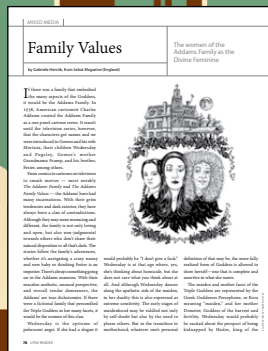 MIXED MEDIA
Family Values
The women of the
Addams Family as the
Divine Feminine
by Gabriela Herstik, from Sabat Magazine (England)
If there was a family that embodied
the many aspects of the Goddess,
it would be the Addams Family. In
1938, American cartoonist Charles
Addams created the Addams Family
as a one-panel cartoon series. It wasn't
until the television series, however,
that the characters got names and we
were introduced to Gomez and his wife
Morticia, their children Wednesday
and Pugsley, Gomez's mother
Grandmama Frump, and his brother,
Fester, among others.
From comics to cartoons on television
to smash movies — most notably
The Addams Family and The Addams
Family Values — the Addamses have had
many incarnations. With their grim
tendencies and dark exterior, they have
always been a clan of contradictions.
Although they may seem menacing and
different, the family is not only loving
and open, but also non-judgmental
towards others who don't share their
natural disposition to all that's dark. The
stories follow the family's adventures,
whether it's navigating a crazy nanny
and new baby or thinking Fester is an
imposter. There's always something going
on in the Addams mansion. With their
macabre aesthetic, unusual perspective,
and overall tender demeanors, the
Addams' are true dichotomies. If there
were a fictional family that personified
the Triple Goddess in her many facets, it
would be the women of this one.
Wednesday is the epitome of
pubescent angst. If she had a slogan it
would probably be "I don't give a fuck."
Wednesday is at that age where, yes,
she's thinking about homicide, but she
does not care what you think about at
all. And although Wednesday dances
along the apathetic side of the maiden,
in her duality this is also expressed as
extreme sensitivity. The early stages of
maidenhood may be riddled not only
by self-doubt but also by the need to
please others. But in the transition to
motherhood, whatever each personal
definition of that may be, the more fully
realized form of Goddess is allowed to
show herself—one that is complete and
assertive in what she wants.
The maiden and mother faces of the
Triple Goddess are represented by the
Greek Goddesses Persephone, or Kora
meaning "maiden," and her mother
Demeter, Goddess of the harvest and
fertility. Wednesday would probably
be excited about the prospect of being
kidnapped by Hades, king of the
78 UTNE READER